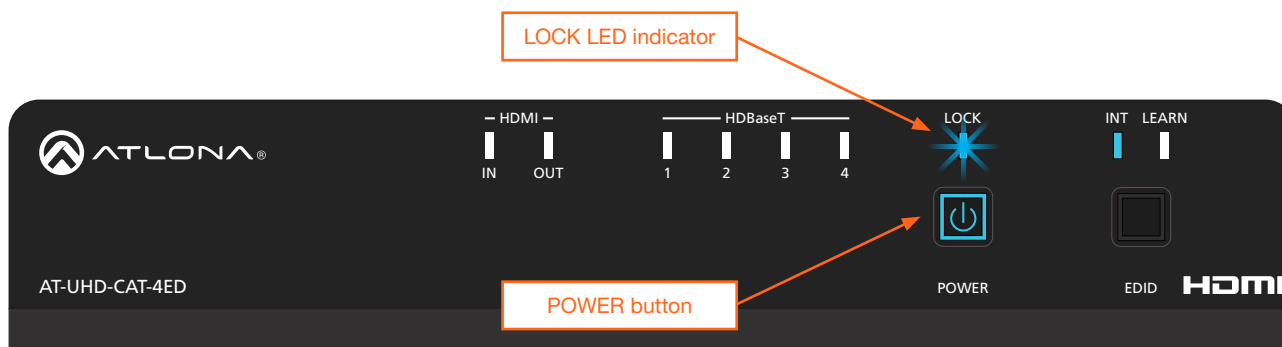 LOCK LED indicator
HDMI
HDBaseT
LOCK
INT LEARN
ATLONA®
IN OUT
1 2 3 4
AT-UHD-CAT-4ED
POWER
EDID
HDMI
POWER button